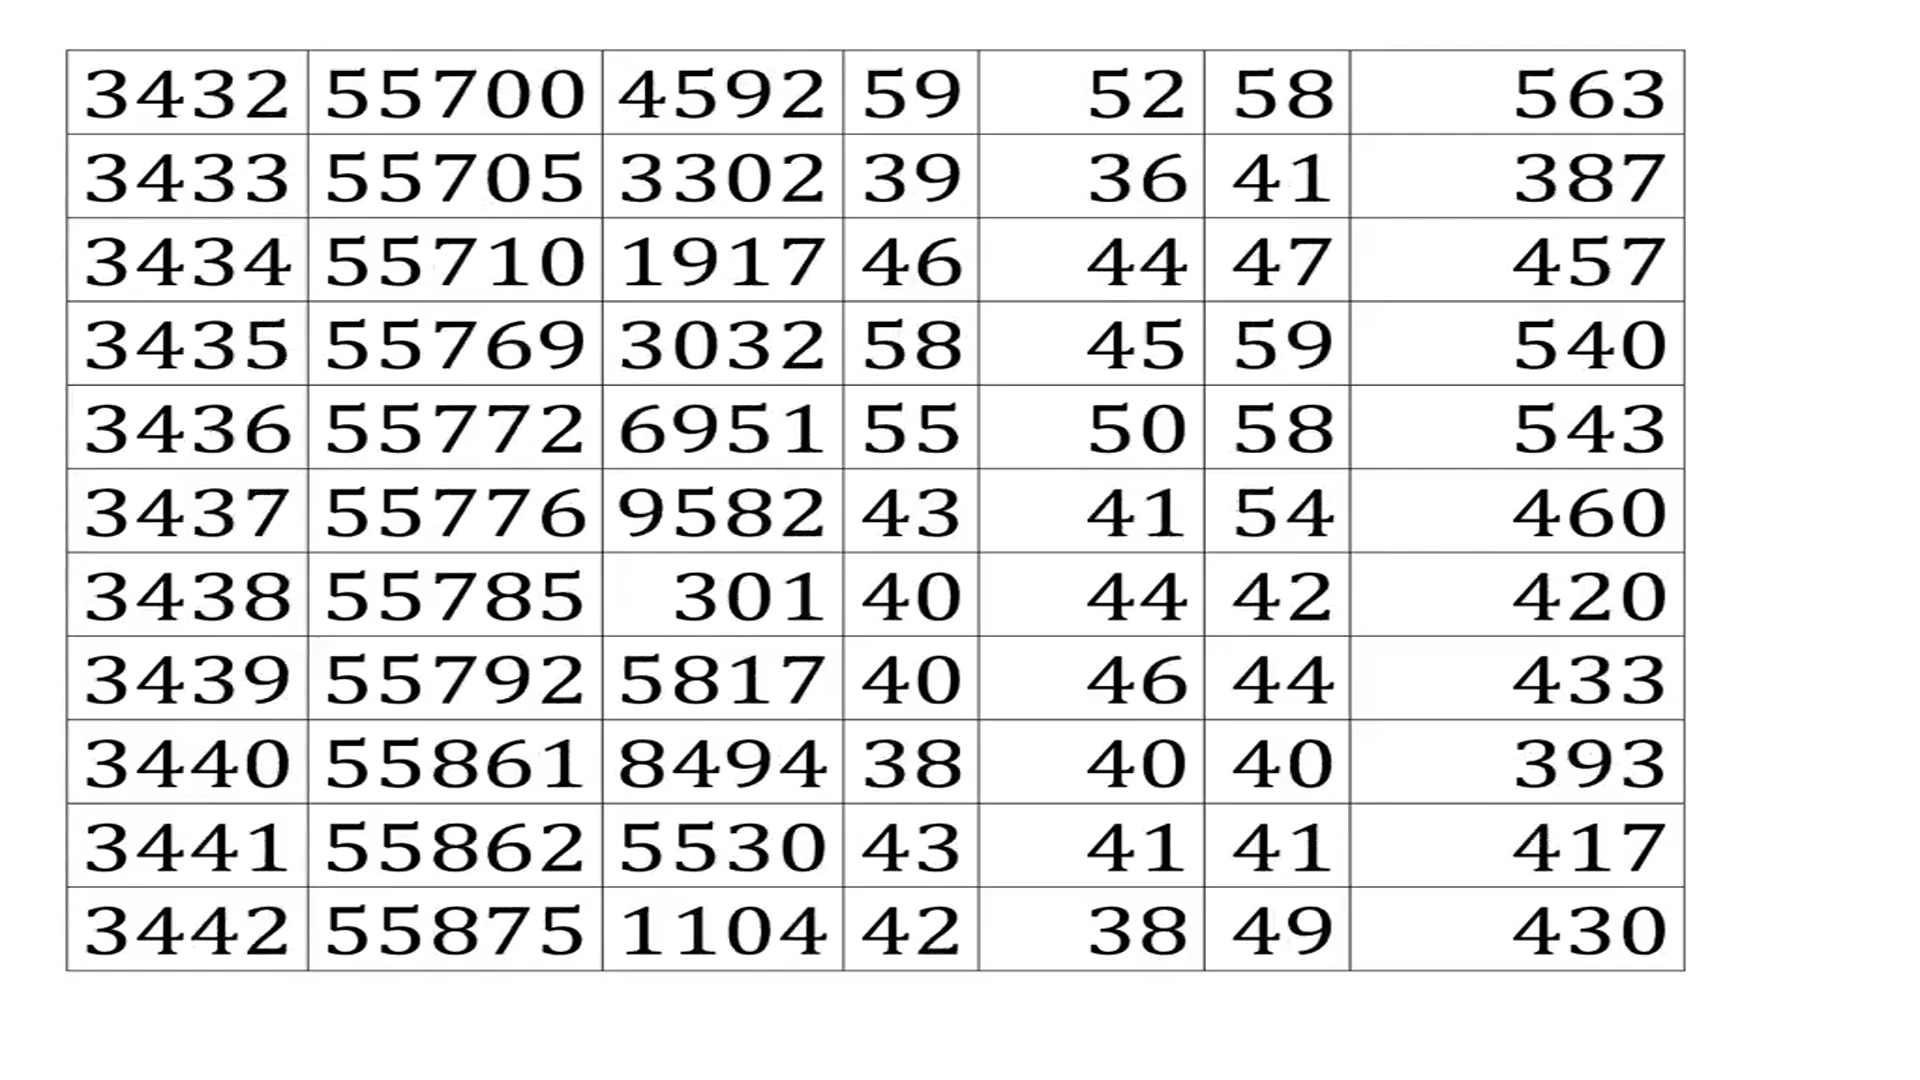 3432 55700 4592 59 52 58 563
3433 55705 3302 39 36 41 387
3434 55710 1917 46 44 47 457
3435 55769 3032 58 45 59 540
3436 55772 6951 55 50 58 543
3437 55776 9582 43 41 54 460
3438 55785 301 40 44 42 420
3439 55792 5817 40 46 44 433
3440 55861 8494 38 40 40 393
3441 55862 5530 43 41 41 417
3442 55875 1104 42 38 49 430